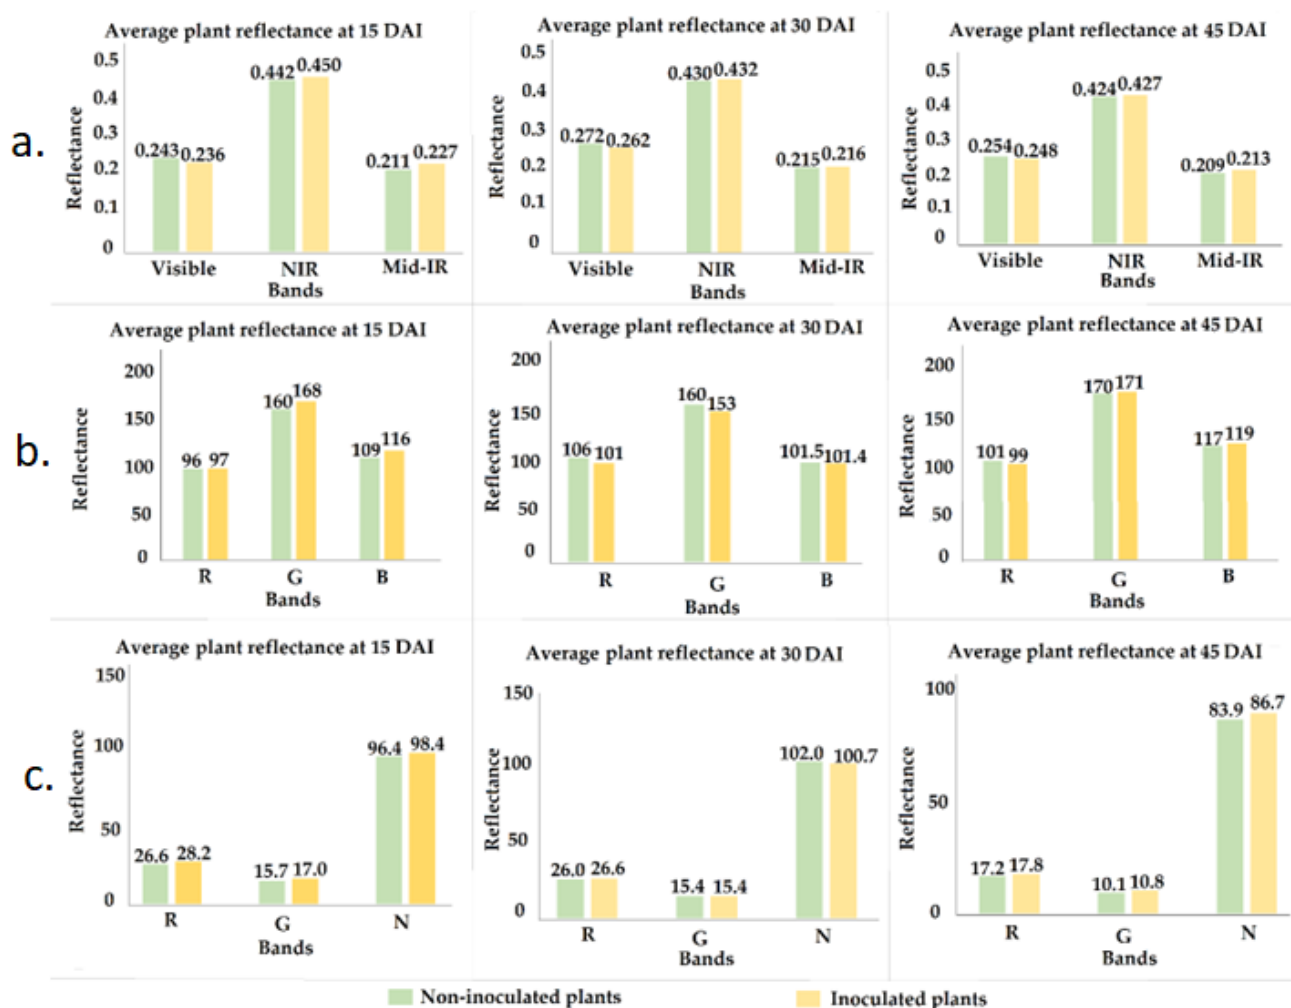 a.
Average plant reflectance at 15 DAI
Reflectance
0.5
0.4
0.3
0.2
0.1
0
0.243 0.236
0.442 0.450
0.211 0.227
Visible NIR Mid-IR
Bands
Average plant reflectance at 30 DAI
Reflectance
0.5
0.4
0.3
0.2
0.1
0
0.272 0.262
0.430 0.432
0.215 0.216
Visible NIR Mid-IR
Bands
Average plant reflectance at 45 DAI
Reflectance
0.5
0.4
0.3
0.2
0.1
0
0.254 0.248
0.424 0.427
0.209 0.213
Visible NIR Mid-IR
Bands
b.
Average plant reflectance at 15 DAI
Reflectance
200
150
100
50
0
96 97
160 168
109 116
R G B
Bands
Average plant reflectance at 30 DAI
Reflectance
200
150
100
50
0
106 101
160 153
101.5 101.4
R G B
Bands
Average plant reflectance at 45 DAI
Reflectance
200
150
100
50
0
101 99
170 171
117 119
R G B
Bands
c.
Average plant reflectance at 15 DAI
Reflectance
150
100
50
0
26.6 28.2
15.7 17.0
96.4 98.4
R G N
Bands
Average plant reflectance at 30 DAI
Reflectance
150
100
50
0
26.0 26.6
15.4 15.4
102.0 100.7
R G N
Bands
Average plant reflectance at 45 DAI
Reflectance
100
50
0
17.2 17.8
10.1 10.8
83.9 86.7
R G N
Bands
Non-inoculated plants Inoculated plants